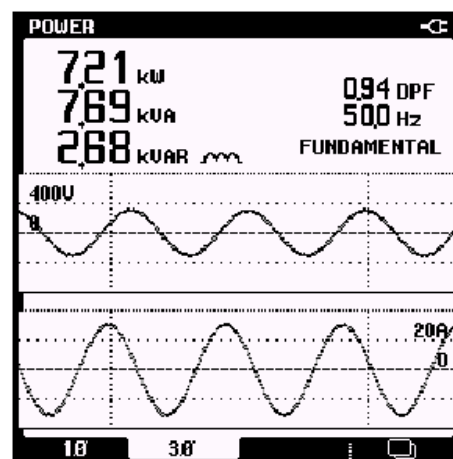 POWER
7.21 kW
7.69 kVA
2.68 kVAR
0.94 DPF
50.0 Hz
FUNDAMENTAL
400V
0
20A
0
1Ø
3Ø